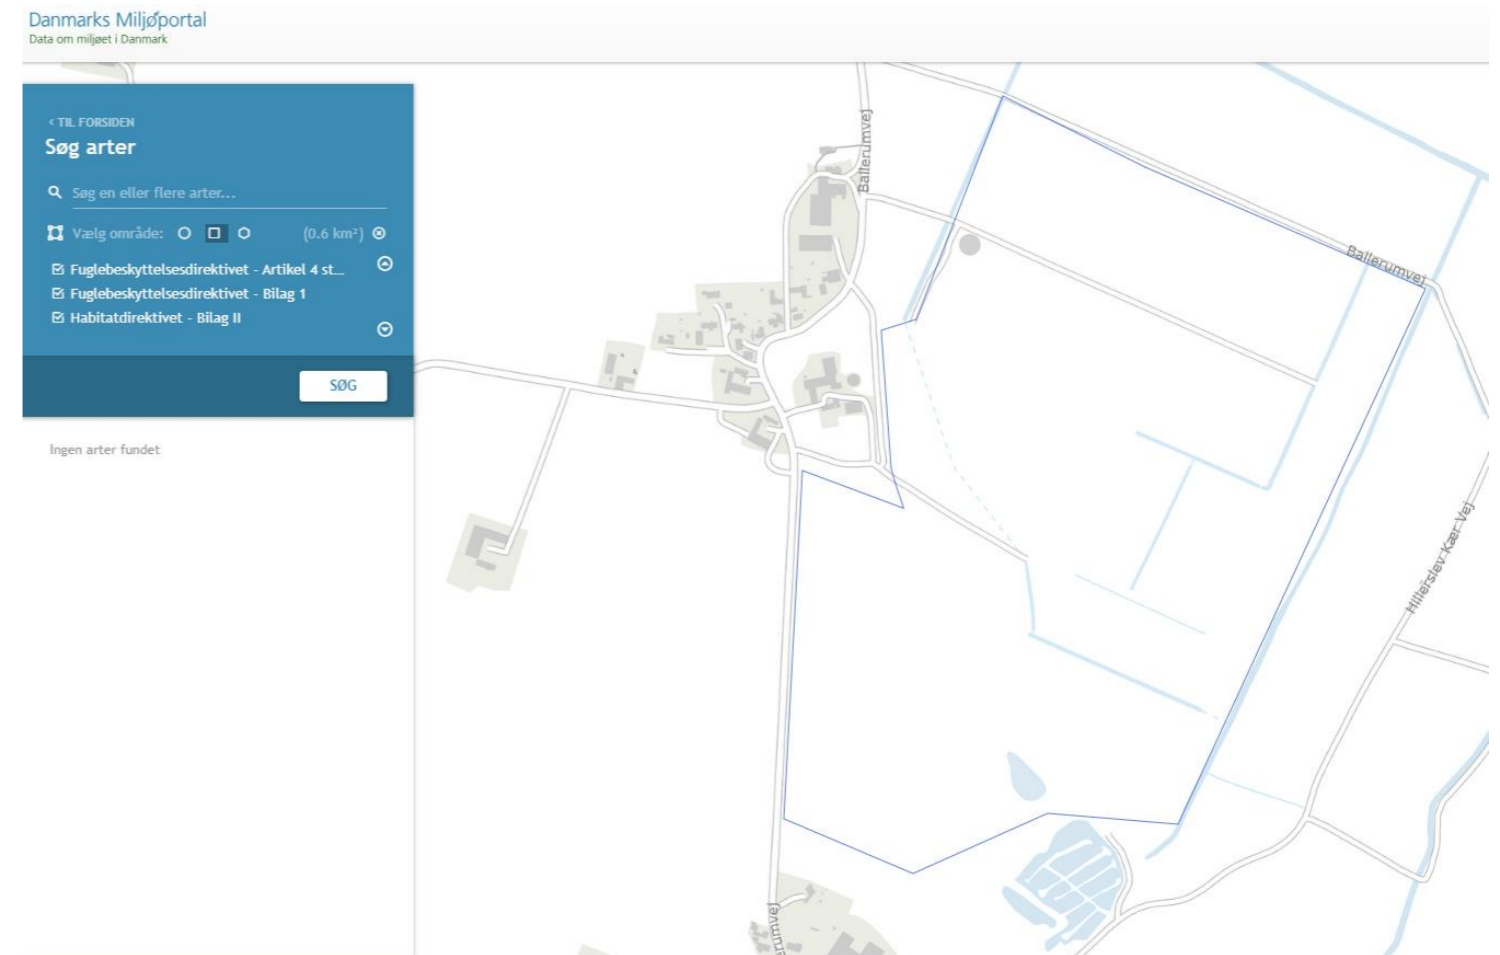 Danmarks Miljøportal
Data om miljøet i Danmark
‹ TIL FORSIDEN
Søg arter
Søg en eller flere arter...
Vælg område:
(0.6 km²)
Fuglebeskyttelsesdirektivet - Artikel 4 st...
Fuglebeskyttelsesdirektivet - Bilag 1
Habitatdirektivet - Bilag II
SØG
Ingen arter fundet
Ballerumvej
Ballerumvej
Hillerslev Kær Vej